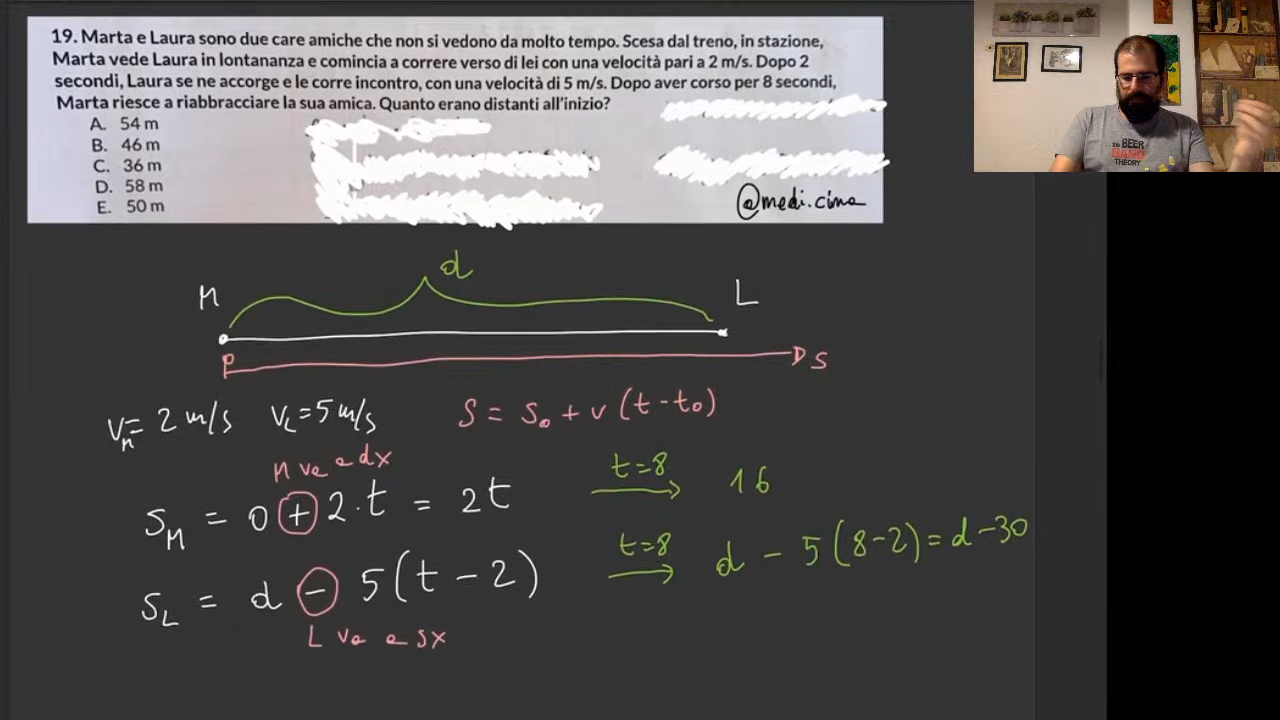 19. Marta e Laura sono due care amiche che non si vedono da molto tempo. Scesa dal treno, in stazione,
Marta vede Laura in lontananza e comincia a correre verso di lei con una velocità pari a 2 m/s. Dopo 2
secondi, Laura se ne accorge e le corre incontro, con una velocità di 5 m/s. Dopo aver corso per 8 secondi,
Marta riesce a riabbracciare la sua amica. Quanto erano distanti all'inizio?
A. 54 m
B. 46 m
C. 36 m
D. 58 m
E. 50 m
@medi.cina
the BEER
BANG
THEORY
d
M
L
S
V_M = 2 m/s V_L = 5 m/s
S = S₀ + v (t - t₀)
M va a dx
S_M = 0 + 2 · t = 2t
t = 8
16
S_L = d - 5 (t - 2)
t = 8
d - 5 (8 - 2) = d - 30
L va a sx